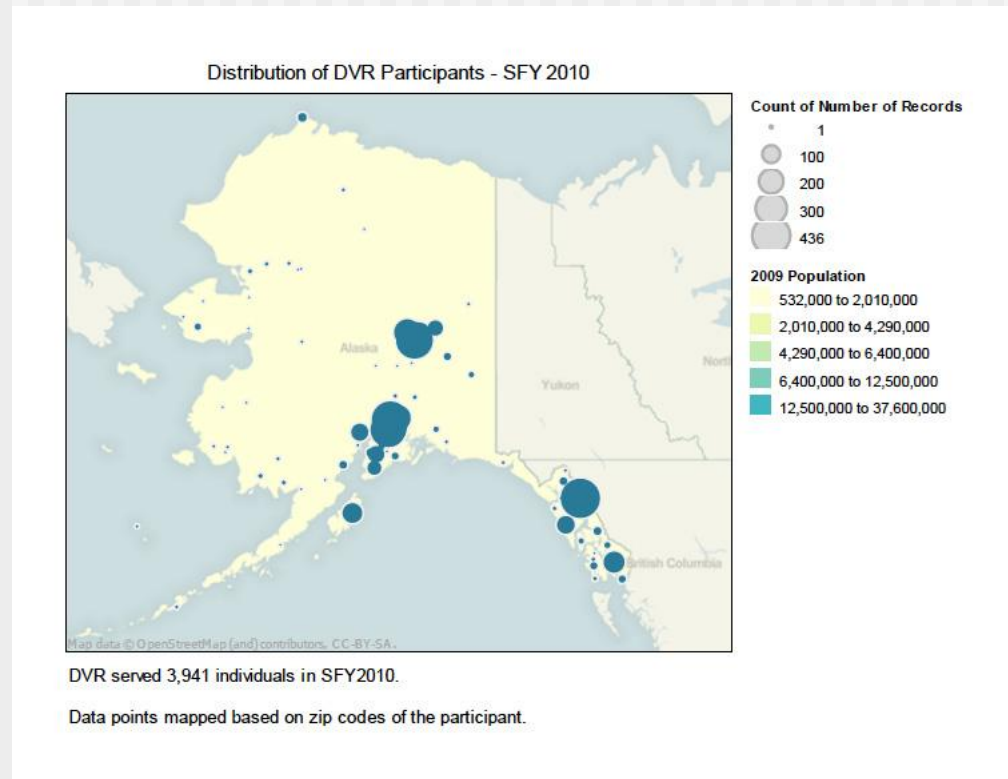 Distribution of DVR Participants - SFY 2010
Alaska
Yukon
North
British Columbia
Map data © OpenStreetMap (and) contributors, CC-BY-SA.
Count of Number of Records
1
100
200
300
436
2009 Population
532,000 to 2,010,000
2,010,000 to 4,290,000
4,290,000 to 6,400,000
6,400,000 to 12,500,000
12,500,000 to 37,600,000
DVR served 3,941 individuals in SFY2010.
Data points mapped based on zip codes of the participant.